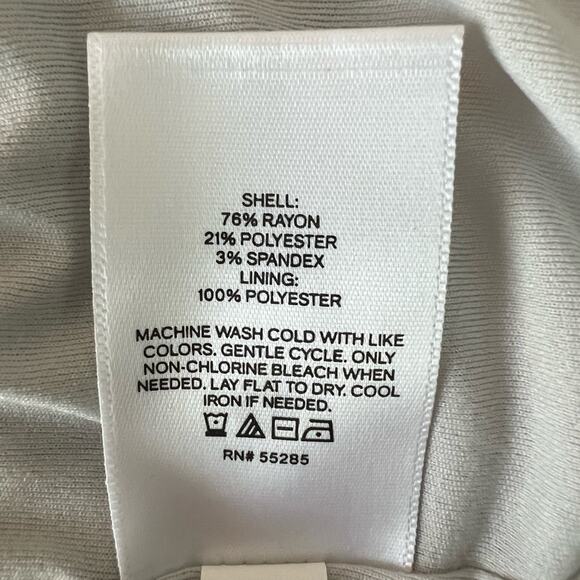 SHELL:
76% RAYON
21% POLYESTER
3% SPANDEX
LINING:
100% POLYESTER
MACHINE WASH COLD WITH LIKE
COLORS. GENTLE CYCLE. ONLY
NON-CHLORINE BLEACH WHEN
NEEDED. LAY FLAT TO DRY. COOL
IRON IF NEEDED.
RN# 55285